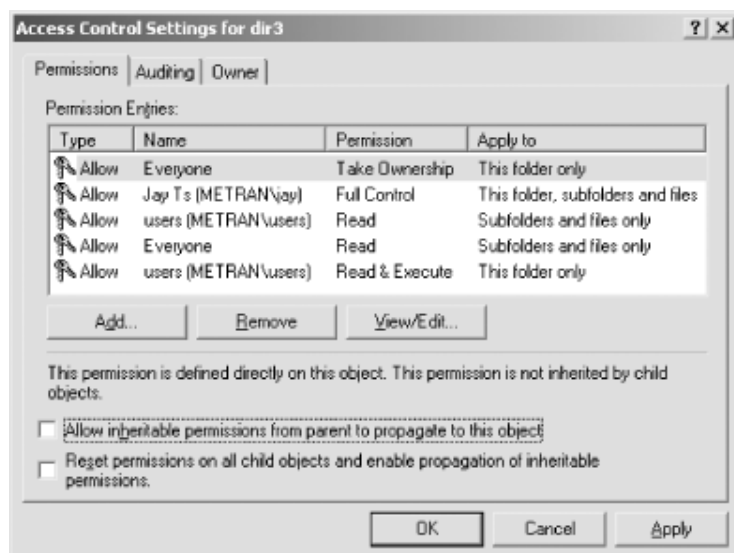 Access Control Settings for dir3
Permissions Auditing Owner
Permission Entries:
Type Name Permission Apply to
Allow Everyone Take Ownership This folder only
Allow Jay Ts (METRAN\jay) Full Control This folder, subfolders and files
Allow users (METRAN\users) Read Subfolders and files only
Allow Everyone Read Subfolders and files only
Allow users (METRAN\users) Read & Execute This folder only
Add... Remove View/Edit...
This permission is defined directly on this object. This permission is not inherited by child
objects.
Allow inheritable permissions from parent to propagate to this object
Reset permissions on all child objects and enable propagation of inheritable
permissions.
OK Cancel Apply